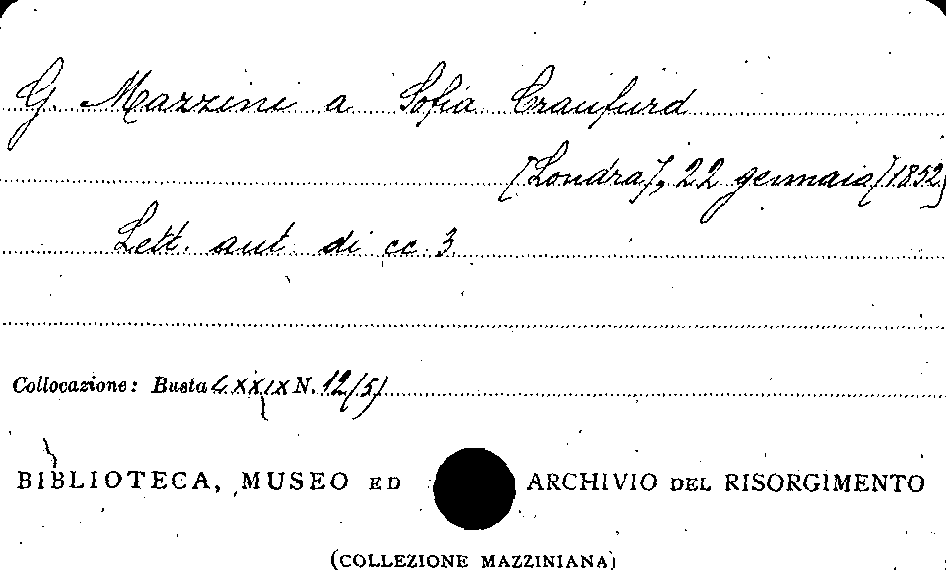 G. Mazzini a Sofia Craufurd
[Londra], 22 gennaio [1852]
Lett. aut. di cc. 3
Collocazione: Busta LXXIX N. 12(5)
BIBLIOTECA, MUSEO ED ARCHIVIO DEL RISORGIMENTO
(COLLEZIONE MAZZINIANA)